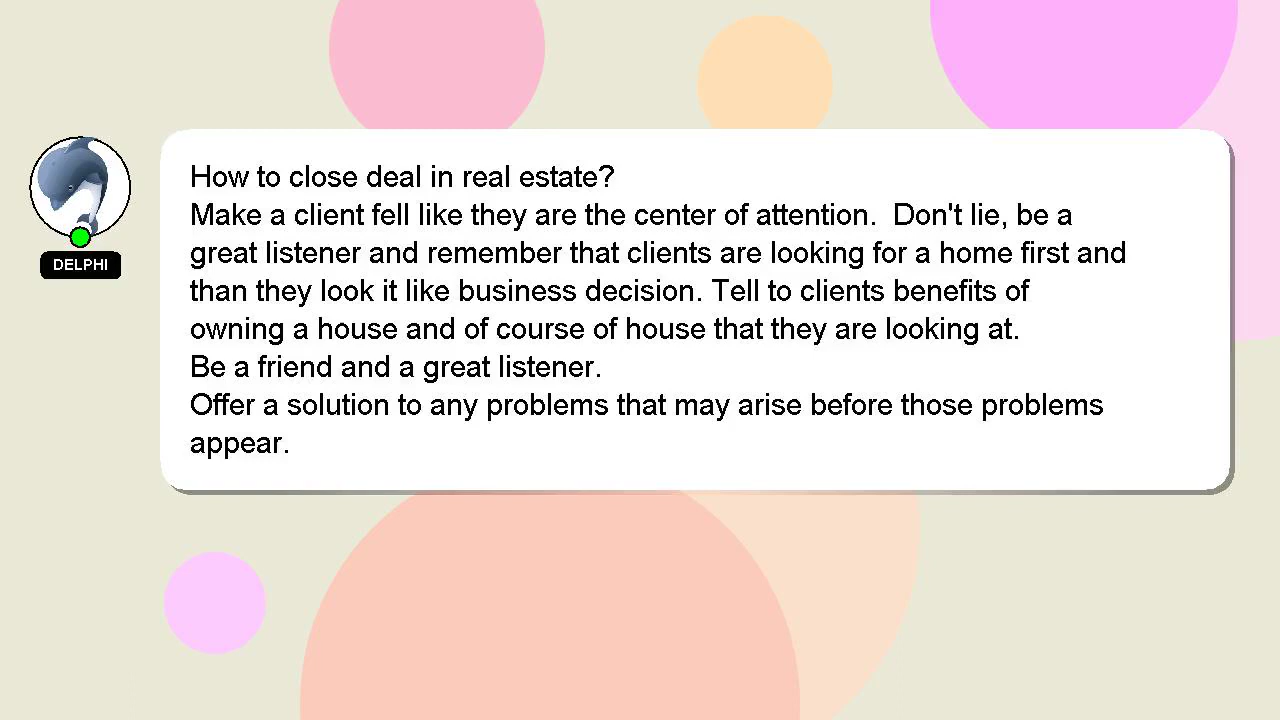 How to close deal in real estate?
Make a client fell like they are the center of attention.  Don't lie, be a
great listener and remember that clients are looking for a home first and
than they look it like business decision. Tell to clients benefits of
owning a house and of course of house that they are looking at.
Be a friend and a great listener.
Offer a solution to any problems that may arise before those problems
appear.
DELPHI